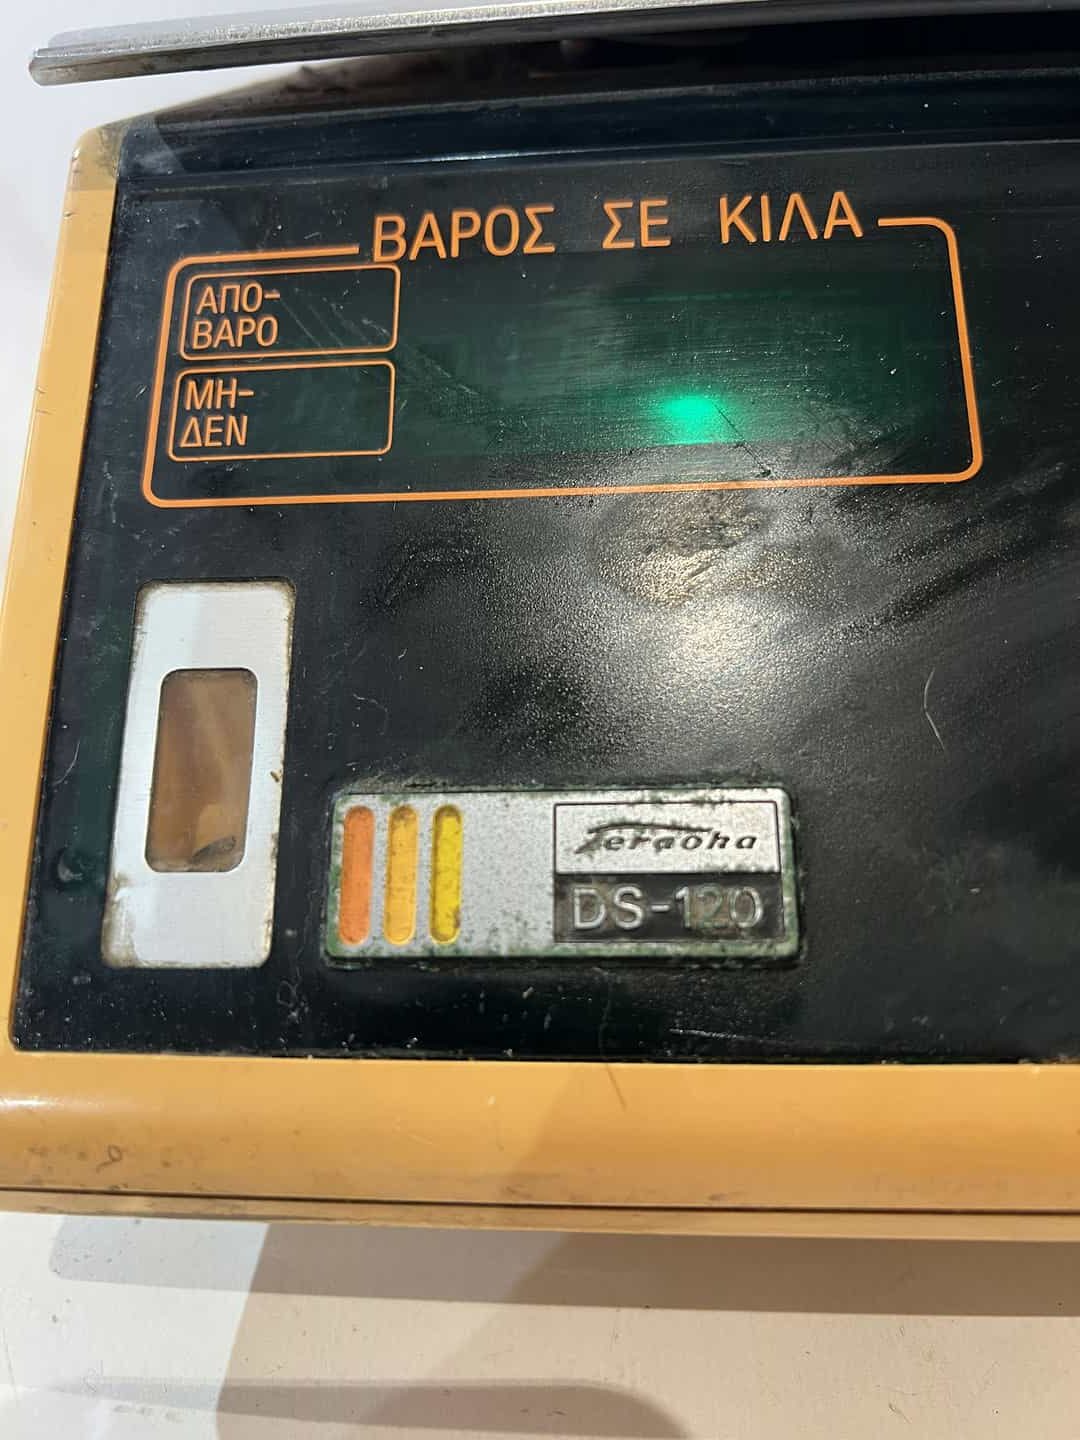 ΒΑΡΟΣ ΣΕ ΚΙΛΑ
ΑΠΟ-
ΒΑΡΟ
ΜΗ-
ΔΕΝ
Teraoka
DS-120